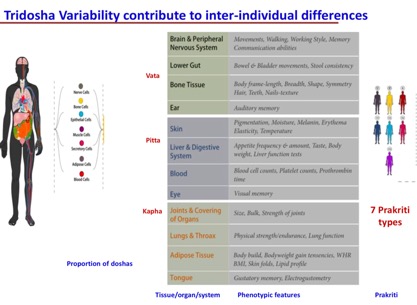 Tridosha Variability contribute to inter-individual differences
Nerve Cells
Bone Cells
Epithelial Cells
Muscle Cells
Secretory Cells
Adipose Cells
Blood Cells
Proportion of doshas
Vata
Pitta
Kapha
Brain & Peripheral
Nervous System
Movements, Walking, Working Style, Memory
Communication abilities
Lower Gut
Bowel & Bladder movements, Stool consistency
Bone Tissue
Body frame-length, Breadth, Shape, Symmetry
Hair, Teeth, Nails-texture
Ear
Auditory memory
Skin
Pigmentation, Moisture, Melanin, Erythema
Elasticity, Temperature
Liver & Digestive
System
Appetite frequency & amount, Taste, Body
weight, Liver function tests
Blood
Blood cell counts, Platelet counts, Prothrombin
time
Eye
Visual memory
Joints & Covering
of Organs
Size, Bulk, Strength of joints
Lungs & Throax
Physical strength/endurance, Lung function
Adipose Tissue
Body build, Bodyweight gain tenencies, WHR
BMI, Skin folds, Lipid profile
Tongue
Gustatory memory, Electrogustometry
Tissue/organ/system
Phenotypic features
7 Prakriti
types
Prakriti